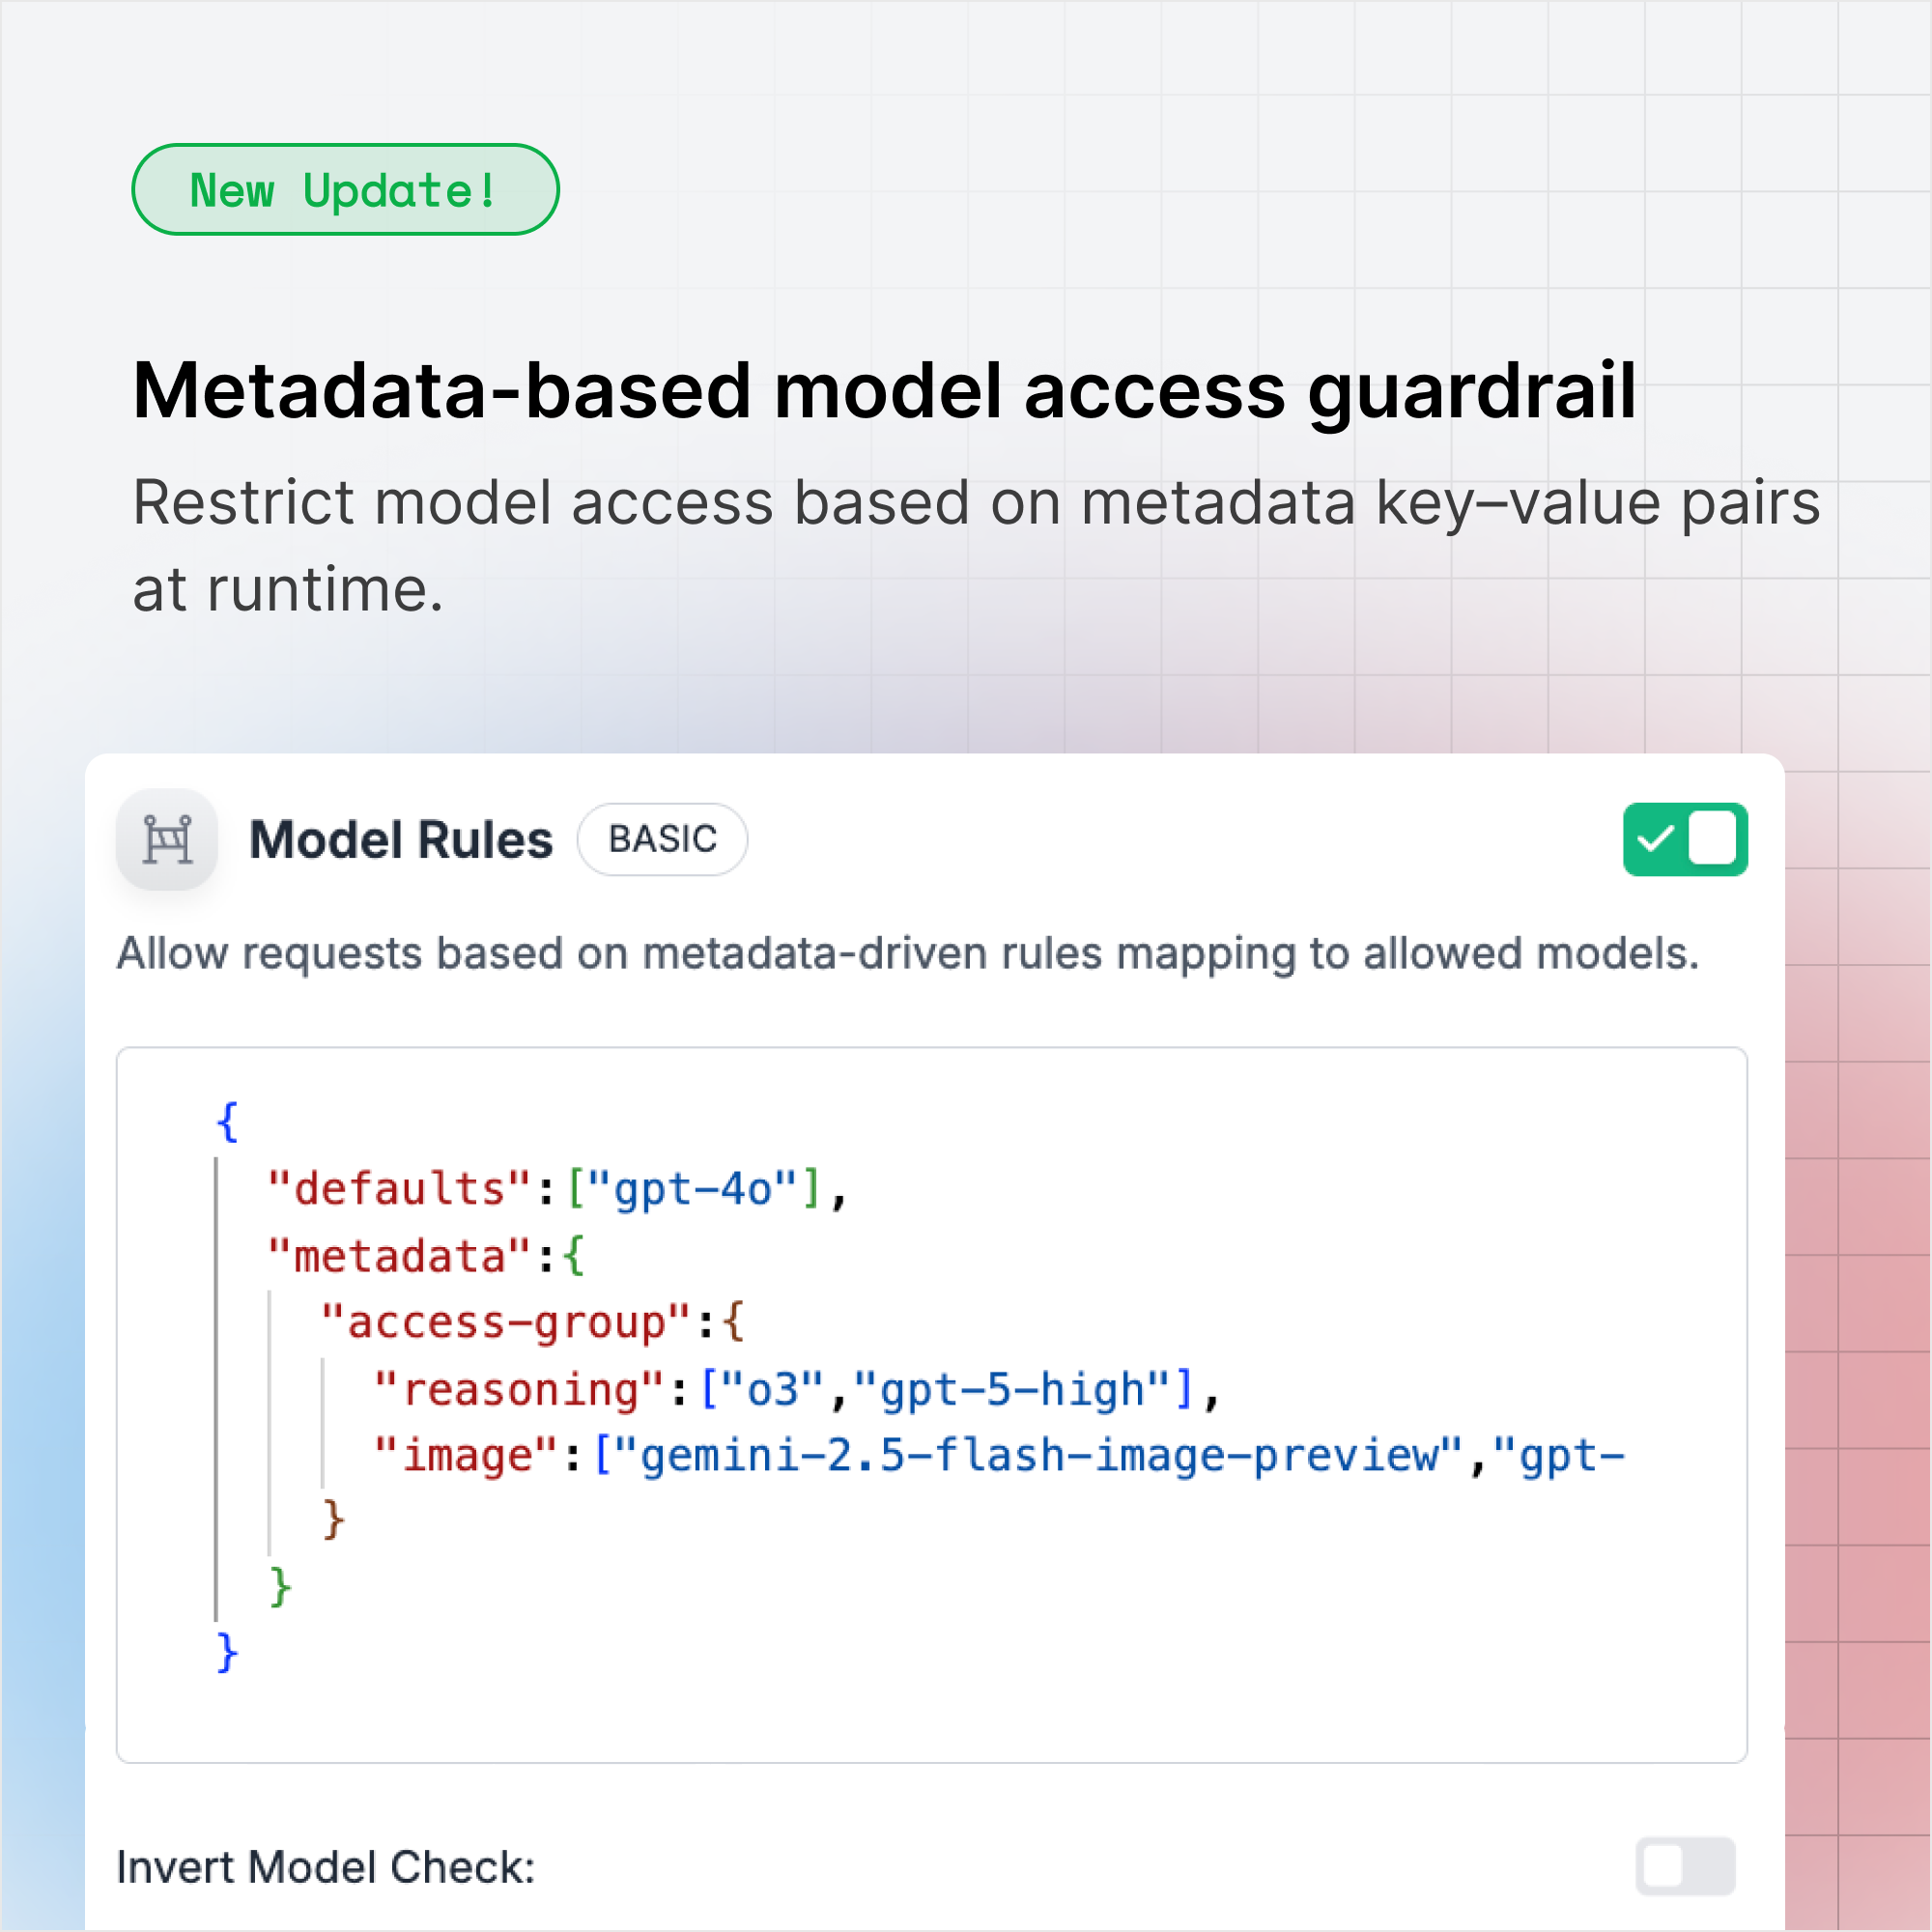 New Update!
Metadata-based model access guardrail
Restrict model access based on metadata key–value pairs
at runtime.
Model Rules BASIC
Allow requests based on metadata-driven rules mapping to allowed models.
{
"defaults":["gpt-4o"],
"metadata":{
"access-group":{
"reasoning":["o3","gpt-5-high"],
"image":["gemini-2.5-flash-image-preview","gpt-
}
}
}
Invert Model Check: